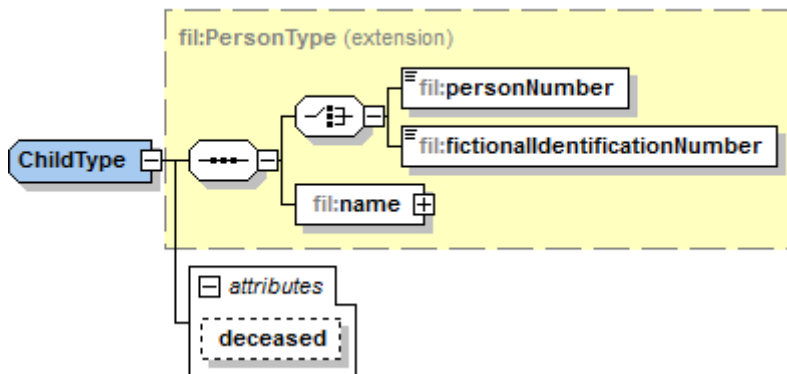 fil:PersonType (extension)
fil:personNumber
fil:fictionalIdentificationNumber
ChildType
fil:name
attributes
deceased